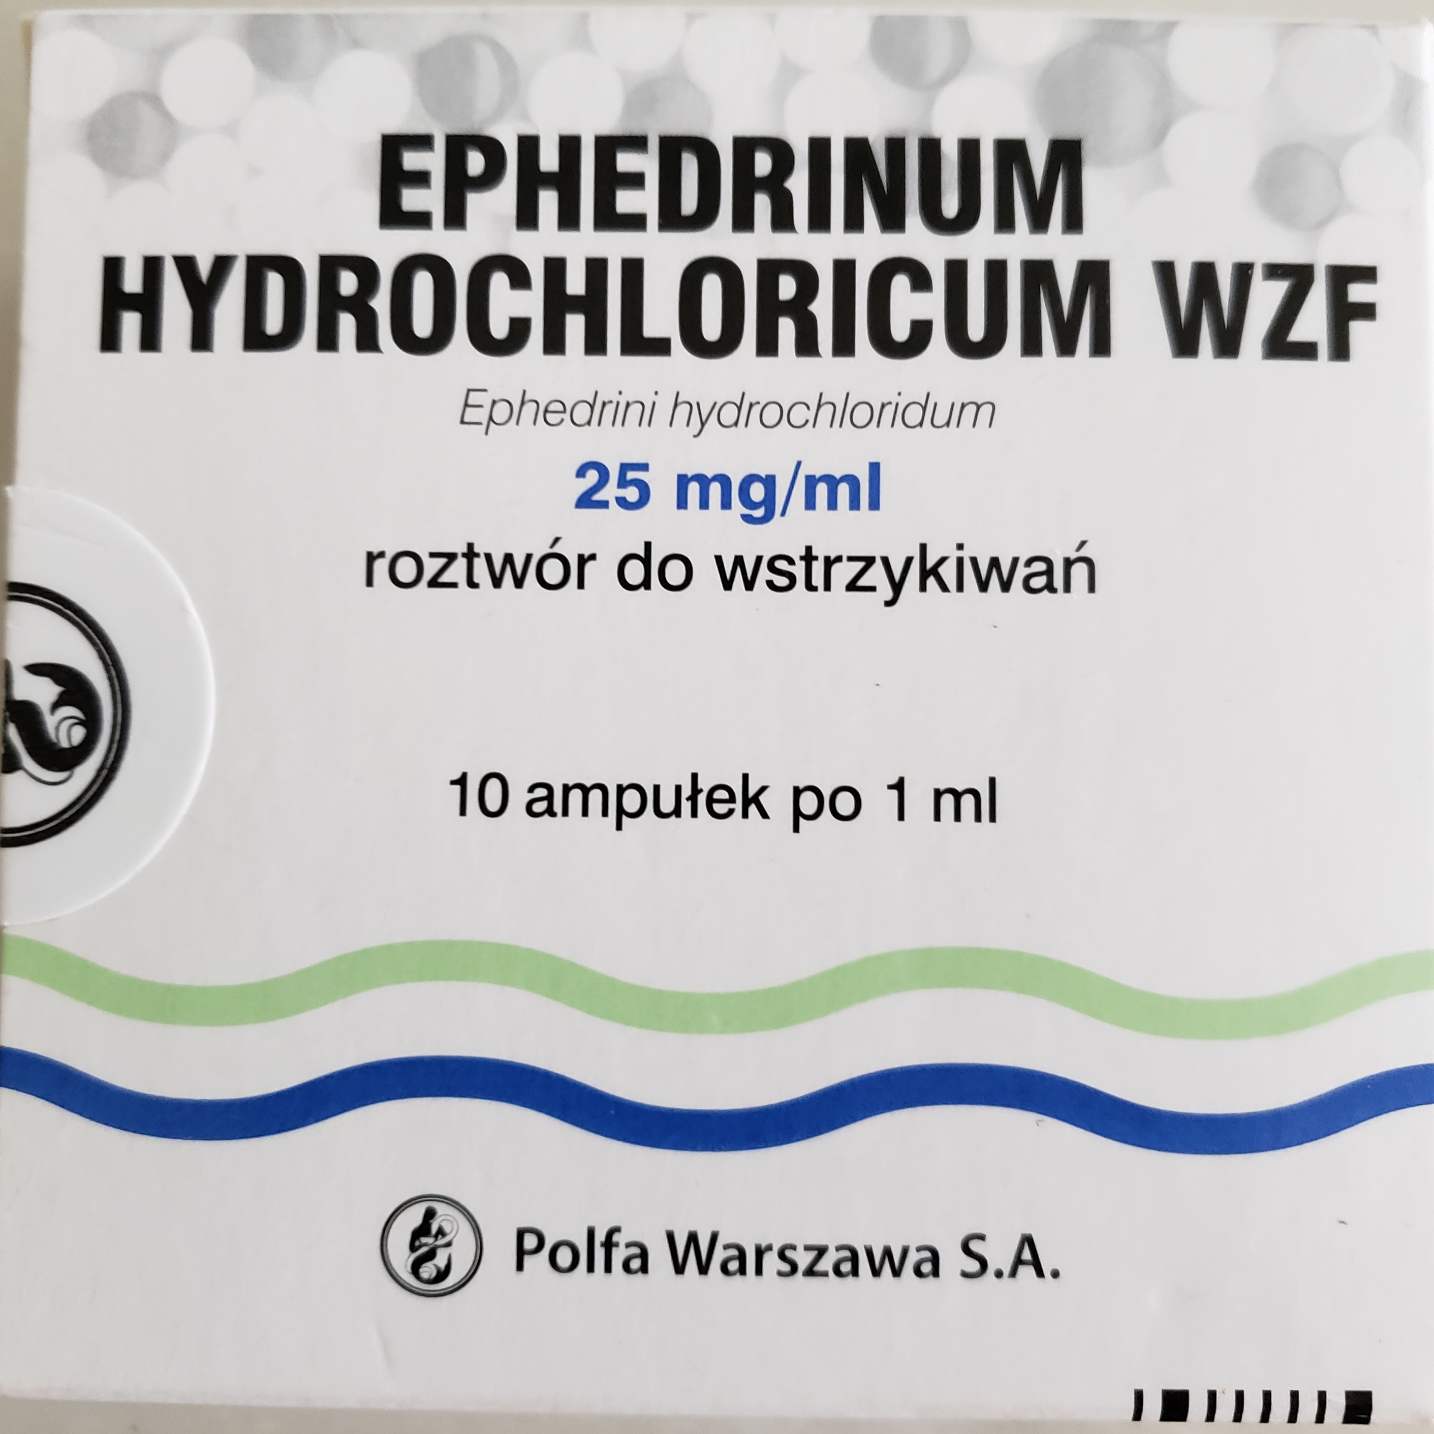 EPHEDRINUM
HYDROCHLORICUM WZF
Ephedrini hydrochloridum
25 mg/ml
roztwór do wstrzykiwań
10 ampułek po 1 ml
Polfa Warszawa S.A.